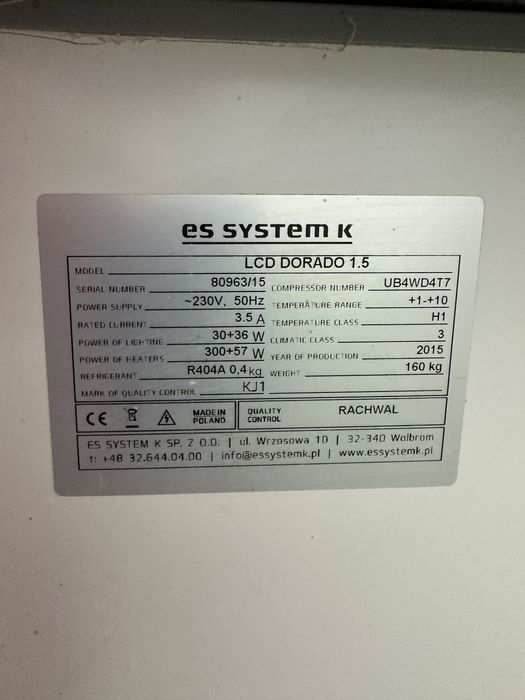 es system k
MODEL LCD DORADO 1.5
SERIAL NUMBER 80963/15 COMPRESSOR NUMBER UB4WD4T7
POWER SUPPLY ~230V, 50Hz TEMPERATURE RANGE +1-+10
RATED CURRENT 3.5 A TEMPERATURE CLASS H1
POWER OF LIGHTING 30+36 W CLIMATIC CLASS 3
POWER OF HEATERS 300+57 W YEAR OF PRODUCTION 2015
REFRIGERANT R404A 0,4 kg WEIGHT 160 kg
MARK OF QUALITY CONTROL KJ1
CE MADE IN POLAND QUALITY CONTROL RACHWAŁ
ES SYSTEM K SP. Z O.O. | ul. Wrzosowa 10 | 32-340 Wolbrom
T: +48 32.644.04.00 | info@essystemk.pl | www.essystemk.pl